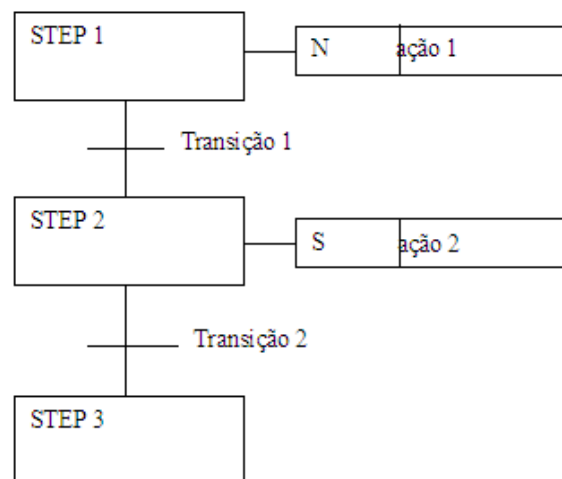 STEP 1
N ação 1
Transição 1
STEP 2
S ação 2
Transição 2
STEP 3